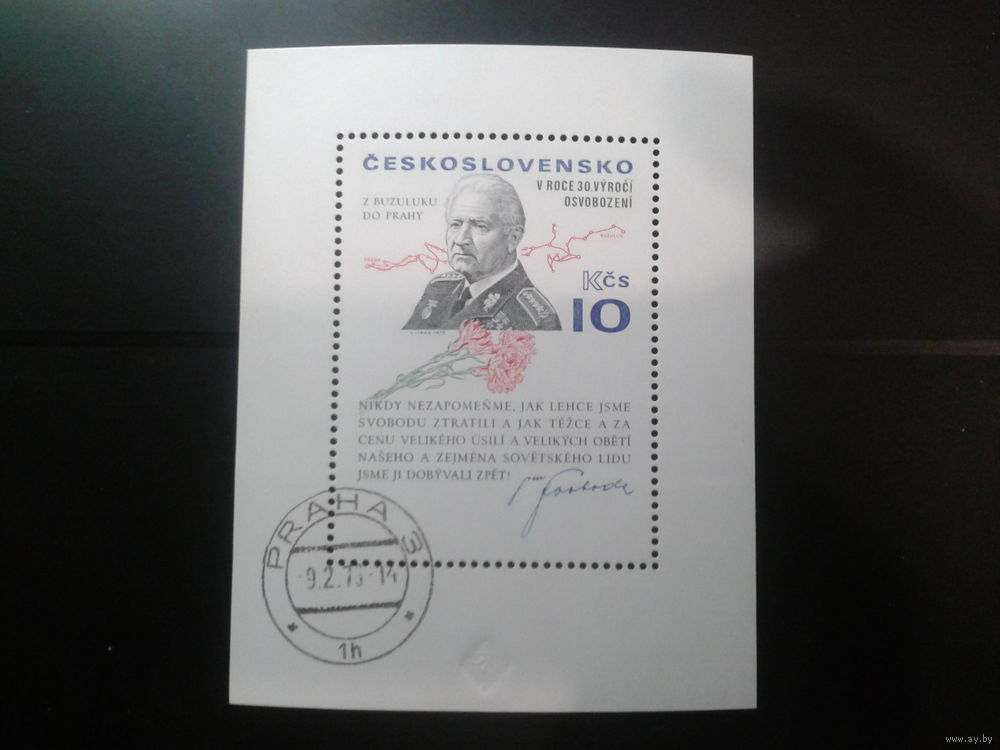 ČESKOSLOVENSKO
V ROCE 30. VÝROČÍ
OSVOBOZENÍ
Z BUZULUKU
DO PRAHY
Kčs
10
NIKDY NEZAPOMEŇME, JAK LEHCE JSME
SVOBODU ZTRATILI A JAK TĚŽCE A ZA
CENU VELIKÉHO ÚSILÍ A VELIKÝCH OBĚTÍ
NAŠEHO A ZEJMÉNA SOVĚTSKÉHO LIDU
JSME JI DOBÝVALI ZPĚT!
Svoboda
PRAHA 3
1h
www.ay.by